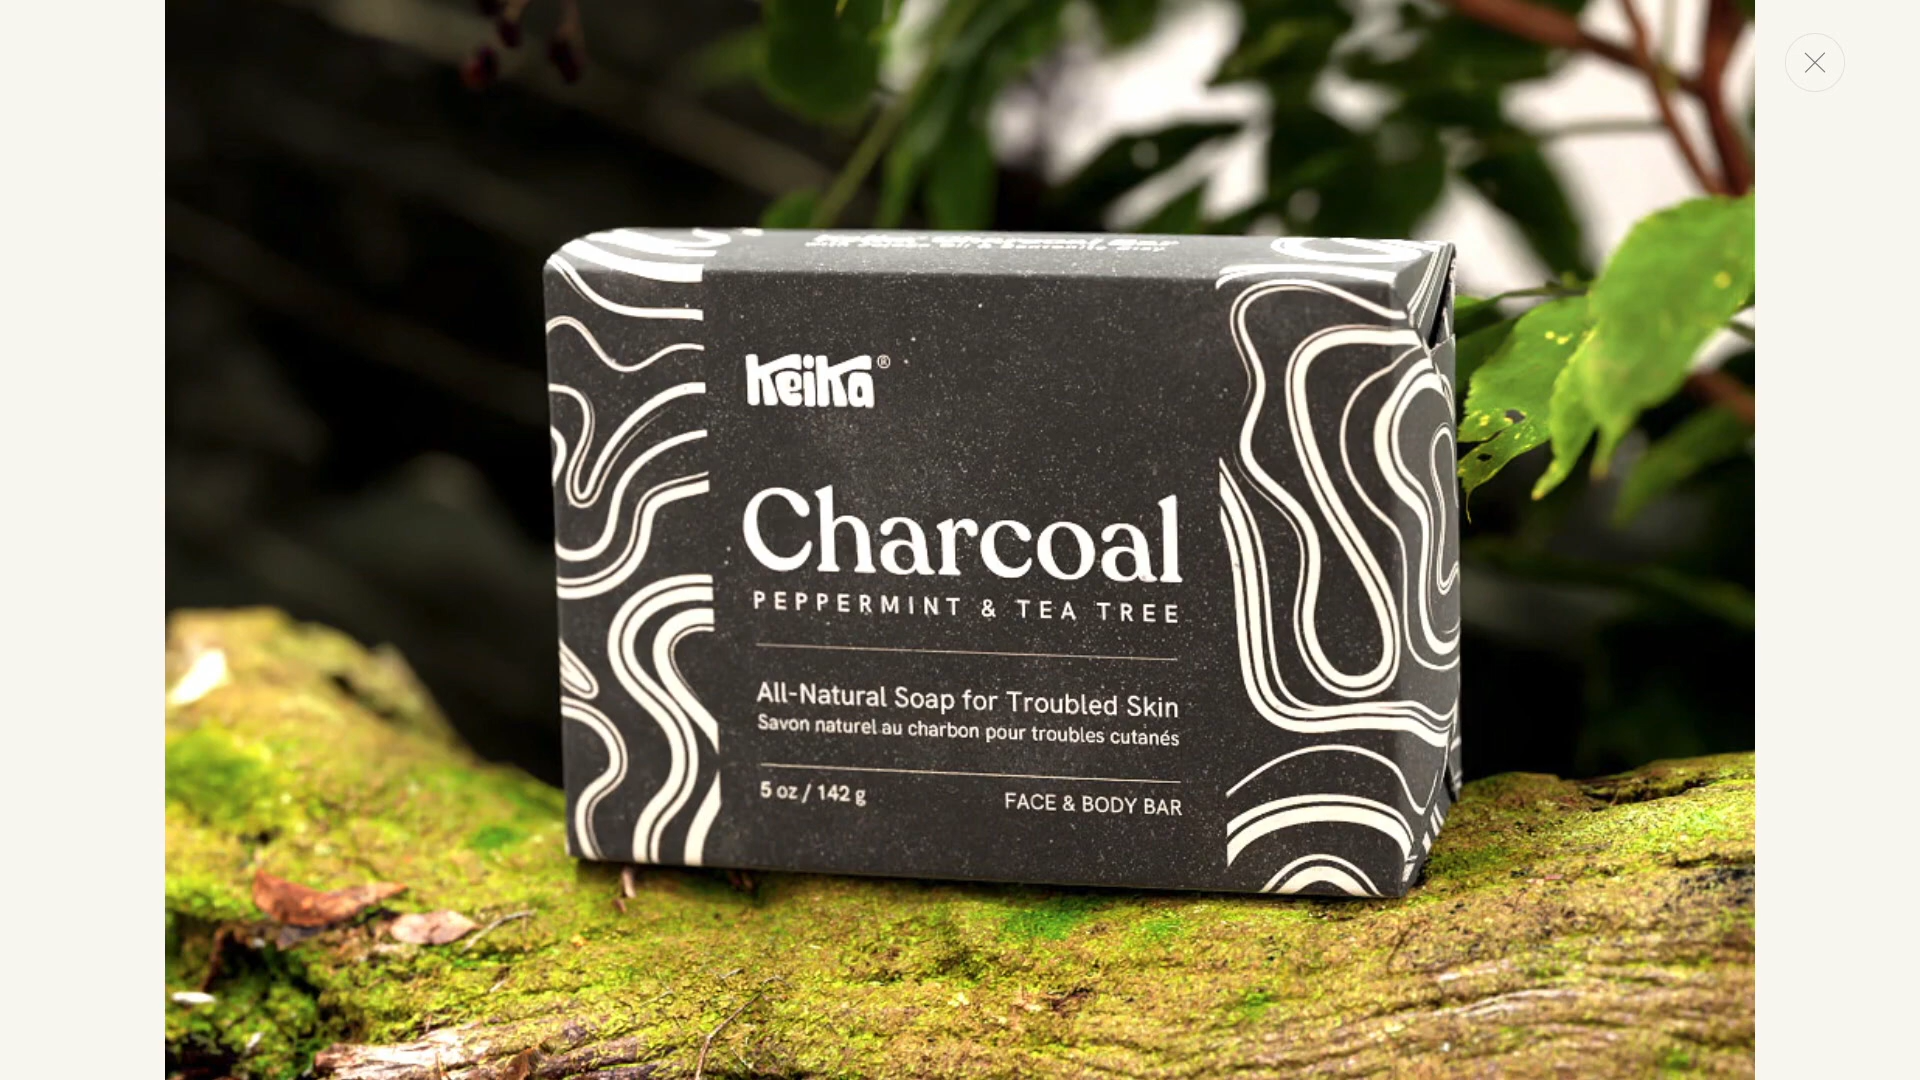 Keika®
Charcoal
PEPPERMINT & TEA TREE
All-Natural Soap for Troubled Skin
Savon naturel au charbon pour troubles cutanés
5 oz / 142 g
FACE & BODY BAR